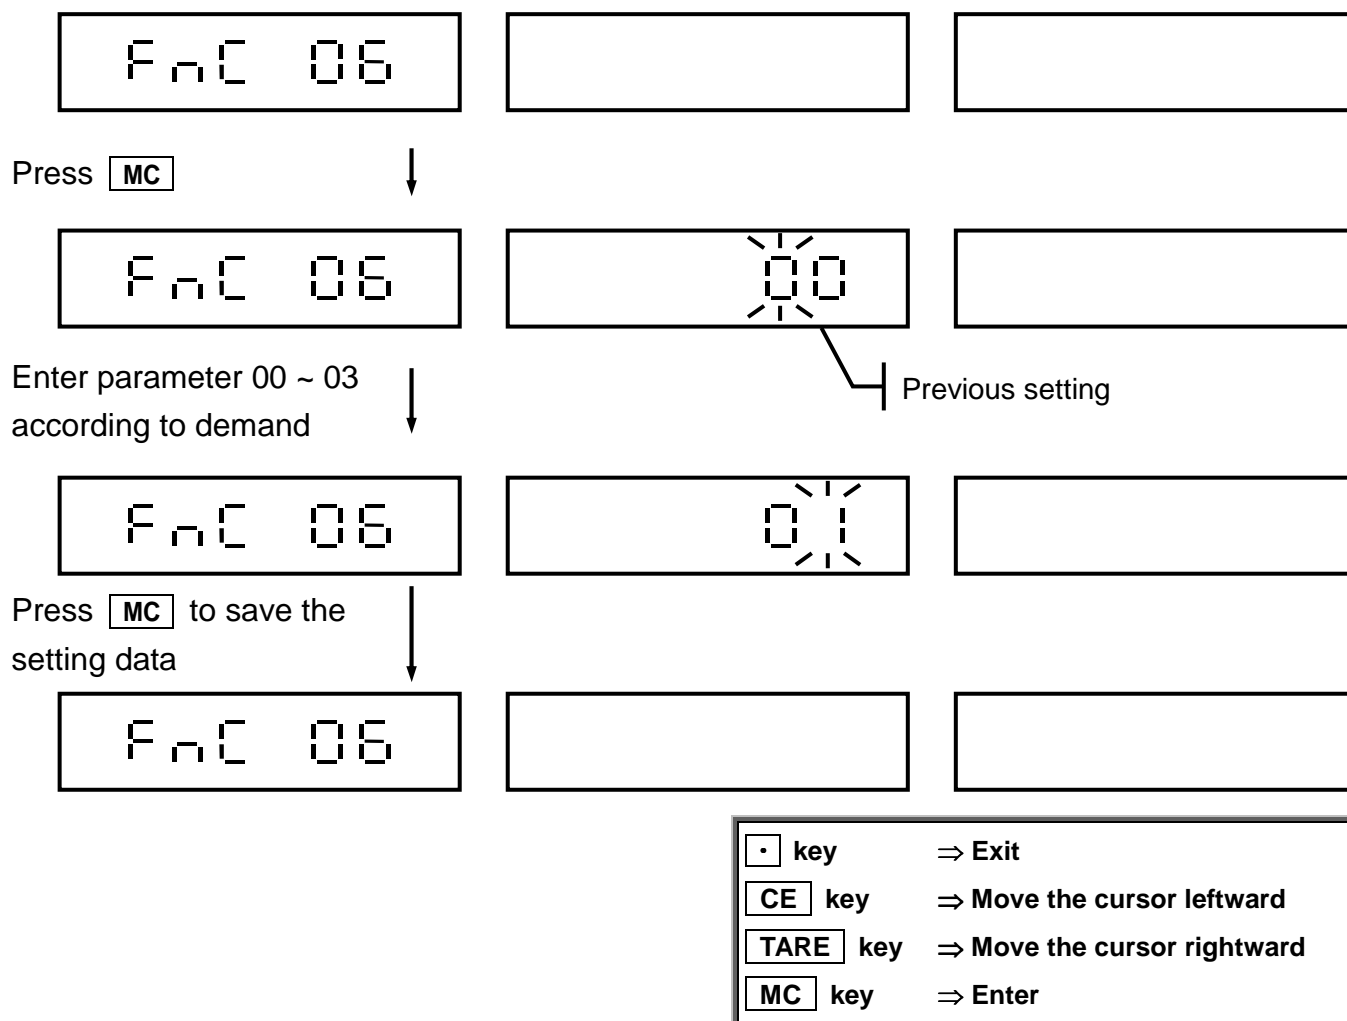 FnC 06
Press MC
FnC 06 00
Enter parameter 00 ~ 03
according to demand
Previous setting
FnC 06 01
Press MC to save the
setting data
FnC 06
· key ⇒ Exit
CE key ⇒ Move the cursor leftward
TARE key ⇒ Move the cursor rightward
MC key ⇒ Enter